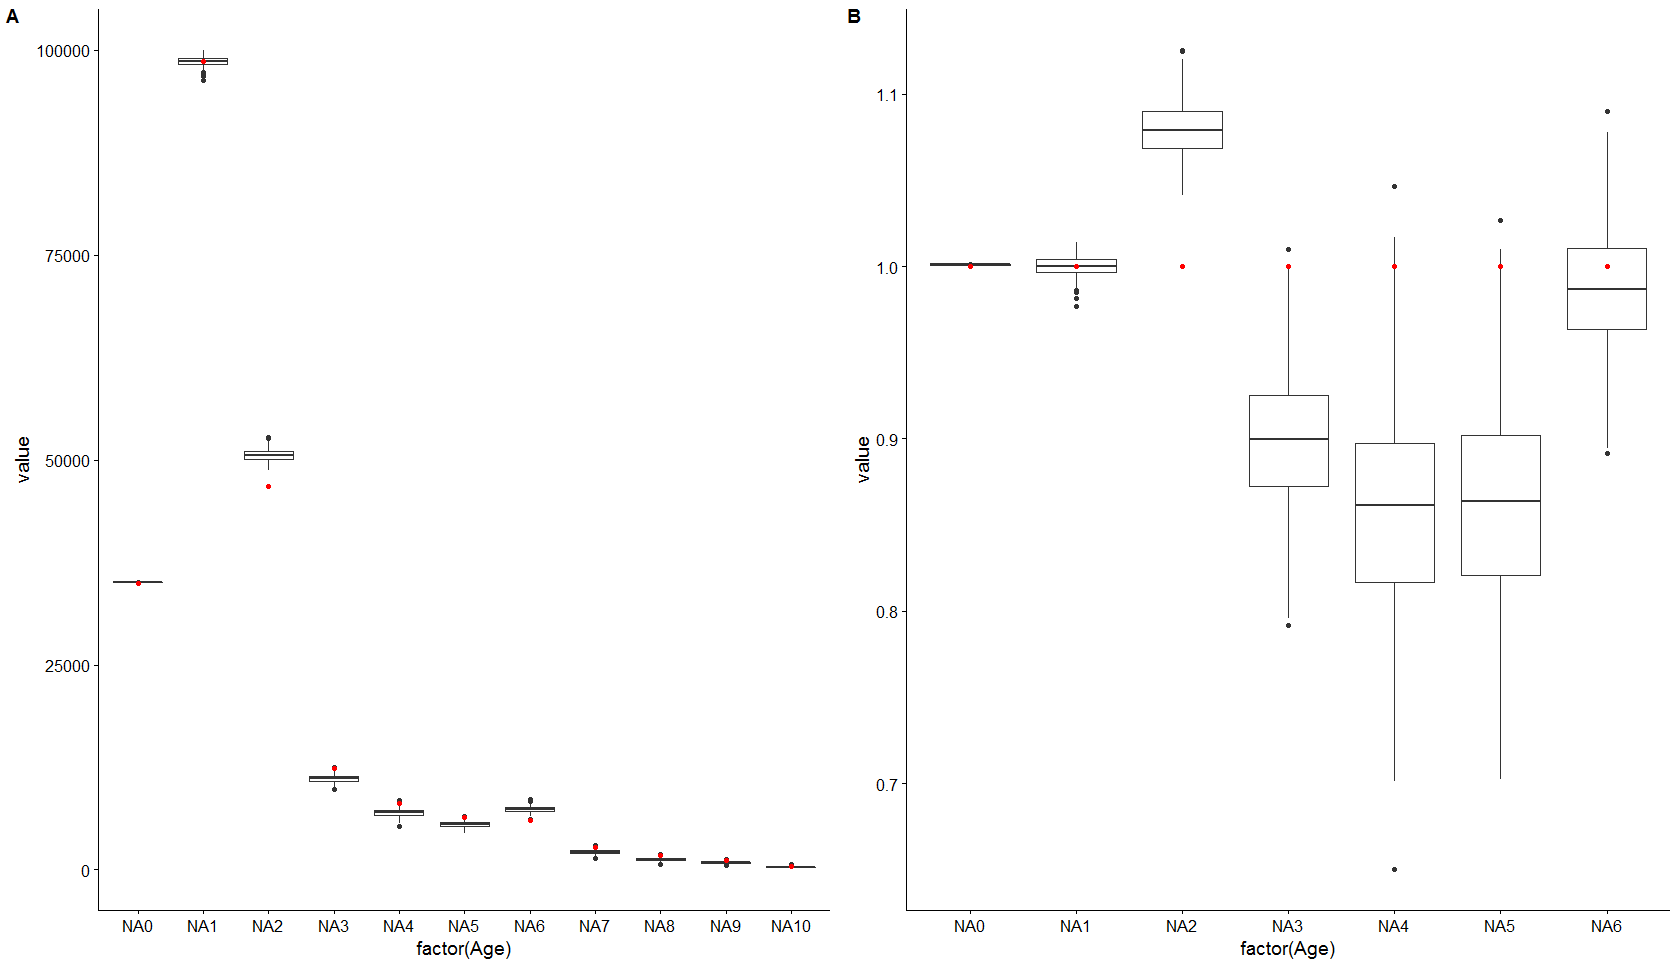 A
value
100000
75000
50000
25000
0
NA0 NA1 NA2 NA3 NA4 NA5 NA6 NA7 NA8 NA9 NA10
factor(Age)
B
value
1.1
1.0
0.9
0.8
0.7
NA0 NA1 NA2 NA3 NA4 NA5 NA6
factor(Age)